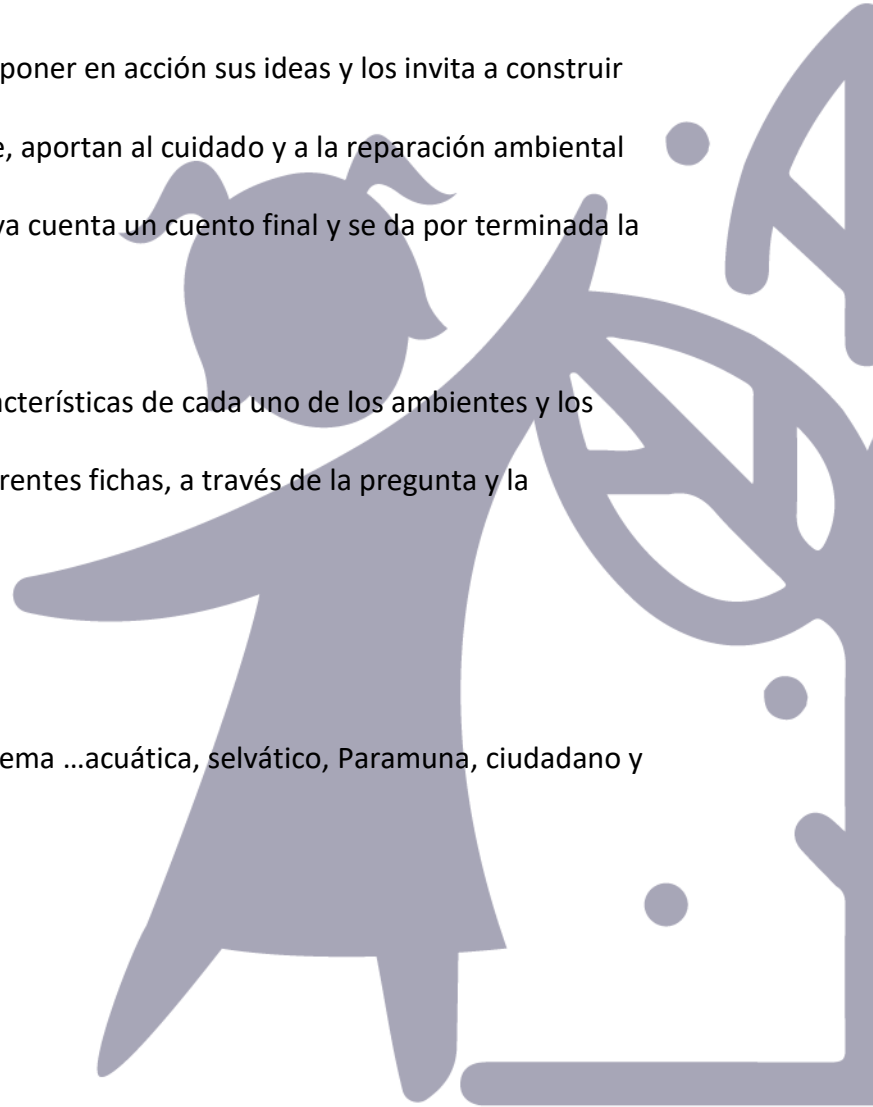 poner en acción sus ideas y los invita a construir
e, aportan al cuidado y a la reparación ambiental
va cuenta un cuento final y se da por terminada la
acterísticas de cada uno de los ambientes y los
rentes fichas, a través de la pregunta y la
ema ...acuática, selvático, Paramuna, ciudadano y